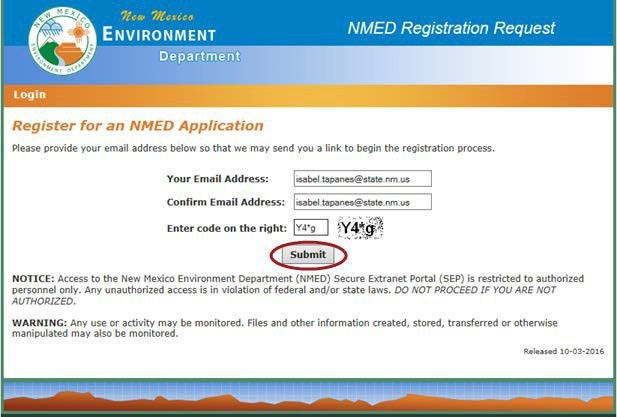 New Mexico
ENVIRONMENT
Department
NEW MEXICO
ENVIRONMENT DEPARTMENT
NMED Registration Request
Login
Register for an NMED Application
Please provide your email address below so that we may send you a link to begin the registration process.
Your Email Address: isabel.tapanes@state.nm.us
Confirm Email Address: isabel.tapanes@state.nm.us
Enter code on the right: Y4*g Y4*g
Submit
NOTICE: Access to the New Mexico Environment Department (NMED) Secure Extranet Portal (SEP) is restricted to authorized
personnel only. Any unauthorized access is in violation of federal and/or state laws. DO NOT PROCEED IF YOU ARE NOT
AUTHORIZED.
WARNING: Any use or activity may be monitored. Files and other information created, stored, transferred or otherwise
manipulated may also be monitored.
Released 10-03-2016